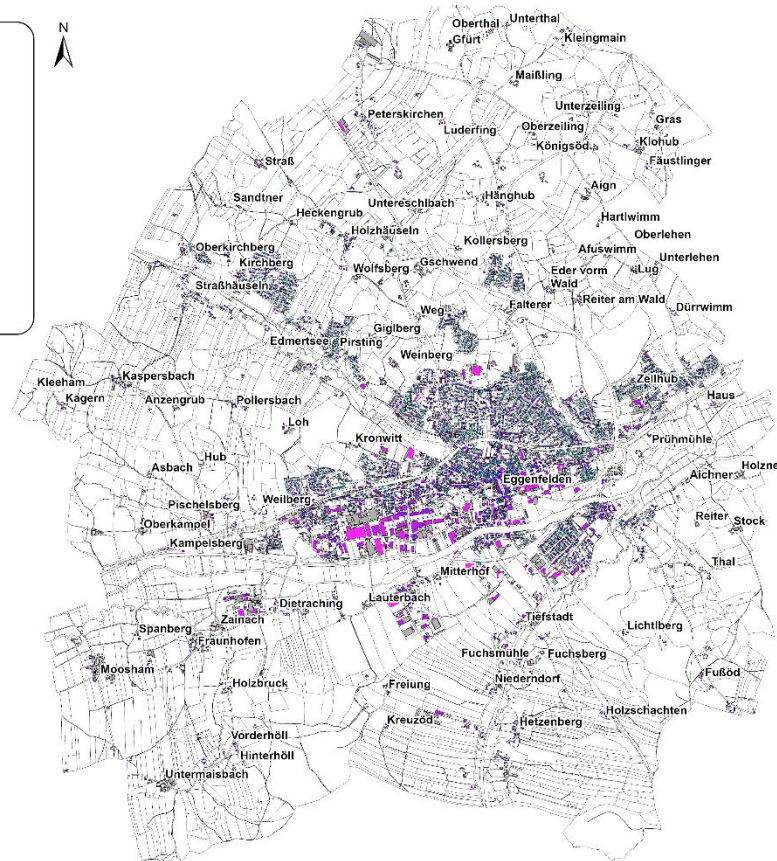 N
Oberthal
Unterthal
Gfürt
Kleingmain
Maißling
Unterzeiling
Peterskirchen
Gras
Luderfing
Oberzeiling
Königsöd
Klohub
Fäustlinger
Straß
Aign
Sandtner
Untereschlbach
Hänghub
Heckengrub
Hartlwimm
Holzhäuseln
Oberlehen
Oberkirchberg
Kollersberg
Afuswimm
Kirchberg
Wolfsberg
Gschwend
Unterlehen
Eder vorm
Wald
Lug
Straßhäuseln
Reiter am Wald
Weg
Falterer
Dürrwimm
Giglberg
Edmertsee
Pirsting
Weinberg
Kleeham
Kaspersbach
Zellhub
Kagern
Anzengrub
Pollersbach
Haus
Loh
Kronwitt
Prühmühle
Hub
Asbach
Aichner
Holzne
Eggenfelden
Pischelsberg
Weilberg
Oberkampel
Reiter
Stock
Kampelsberg
Thal
Mitterhof
Dietraching
Lauterbach
Zainach
Tiefstadt
Spanberg
Lichtlberg
Fraunhofen
Fuchsmühle
Fuchsberg
Moosham
Fußöd
Niederndorf
Holzbruck
Freiung
Holzschachten
Kreuzöd
Hetzenberg
Vorderhöll
Hinterhöll
Untermaisbach